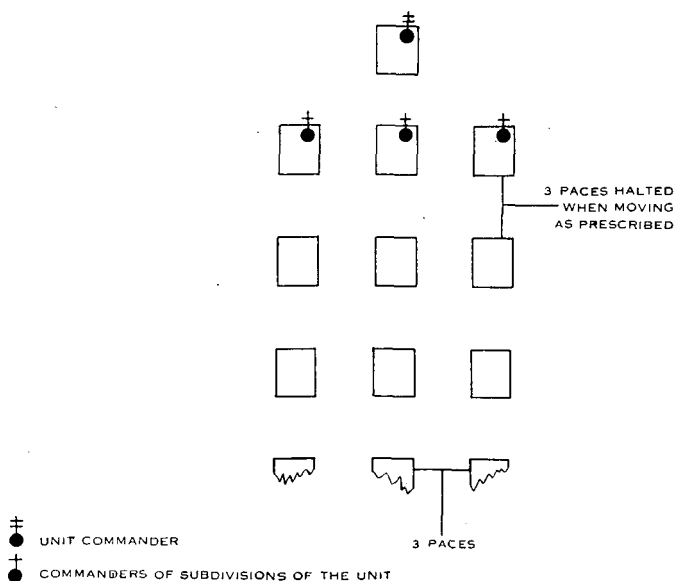 3 PACES HALTED
WHEN MOVING
AS PRESCRIBED
3 PACES
UNIT COMMANDER
COMMANDERS OF SUBDIVISIONS OF THE UNIT